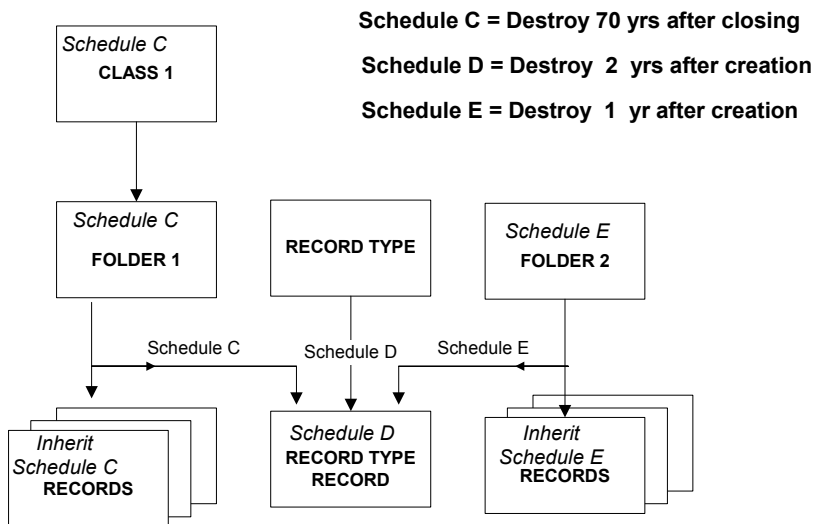 Schedule C = Destroy 70 yrs after closing
Schedule D = Destroy 2 yrs after creation
Schedule E = Destroy 1 yr after creation
Schedule C
CLASS 1
Schedule C
FOLDER 1
RECORD TYPE
Schedule E
FOLDER 2
Schedule C
Schedule D
Schedule E
Inherit
Schedule C
RECORDS
Schedule D
RECORD TYPE
RECORD
Inherit
Schedule E
RECORDS